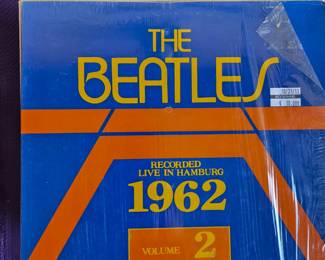 THE
BEATLES
RECORDED
LIVE IN HAMBURG
1962
VOLUME 2